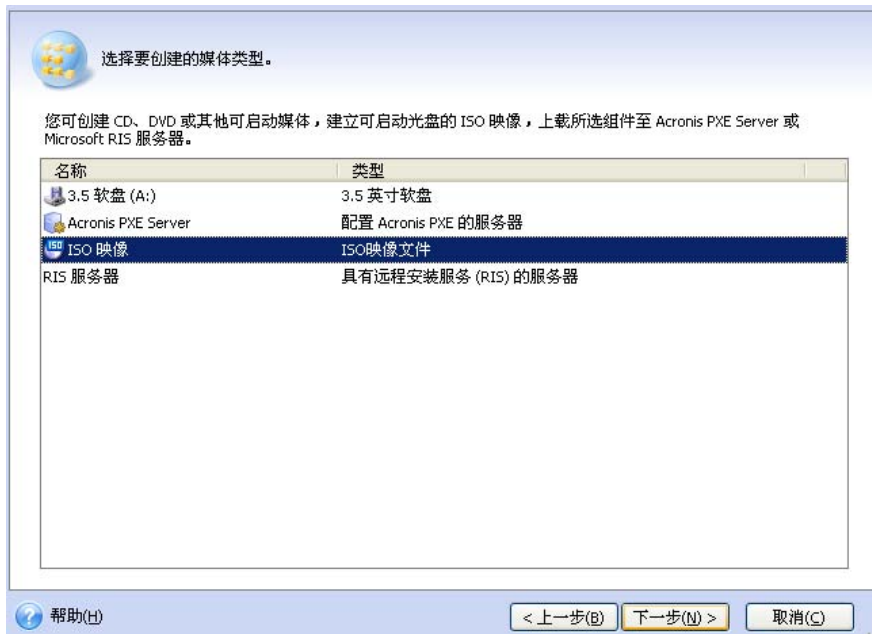 选择要创建的媒体类型。
您可创建 CD、DVD 或其他可启动媒体，建立可启动光盘的 ISO 映像，上载所选组件至 Acronis PXE Server 或
Microsoft RIS 服务器。
名称 类型
3.5 软盘 (A:) 3.5 英寸软盘
Acronis PXE Server 配置 Acronis PXE 的服务器
ISO ISO 映像 ISO映像文件
RIS 服务器 具有远程安装服务 (RIS) 的服务器
帮助(H) < 上一步(B) 下一步(N) > 取消(C)